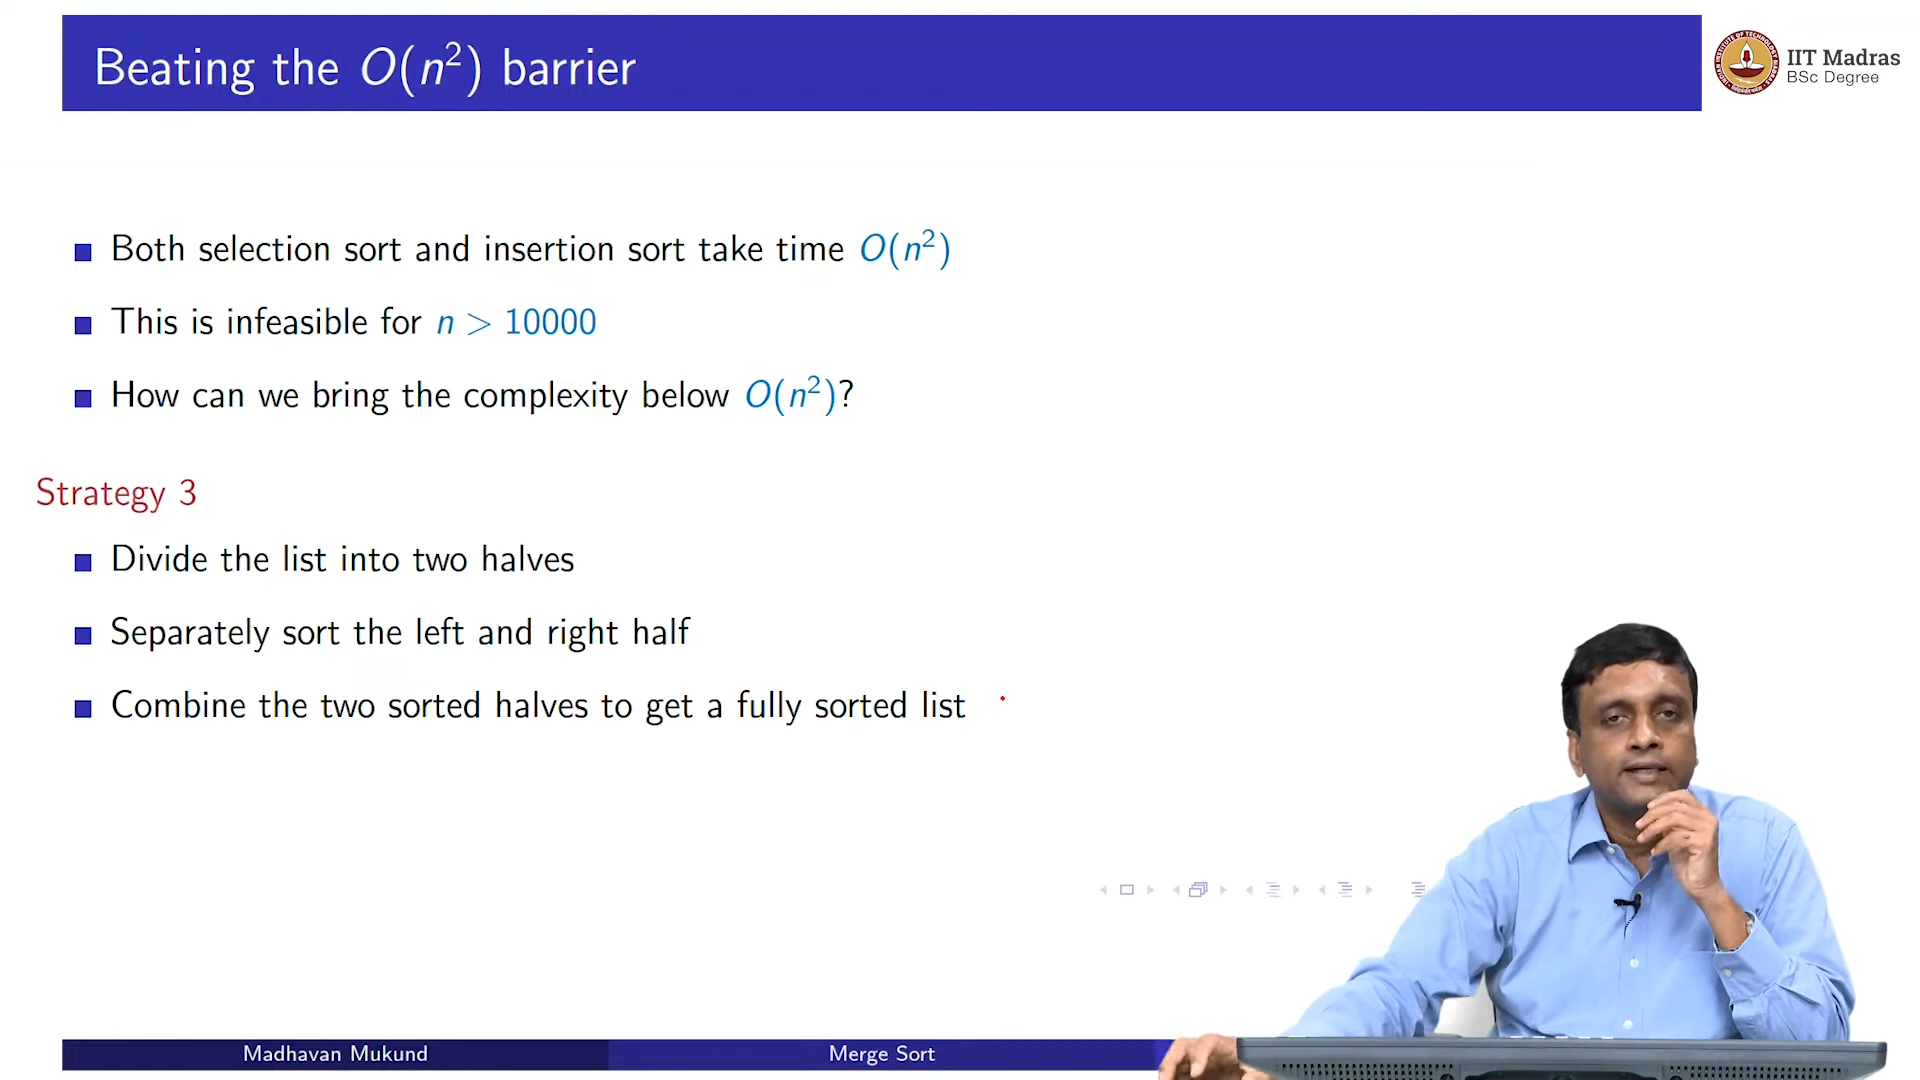 Beating the O(n²) barrier
IIT Madras
BSc Degree
Both selection sort and insertion sort take time O(n²)
This is infeasible for n > 10000
How can we bring the complexity below O(n²)?
Strategy 3
Divide the list into two halves
Separately sort the left and right half
Combine the two sorted halves to get a fully sorted list
Madhavan Mukund
Merge Sort